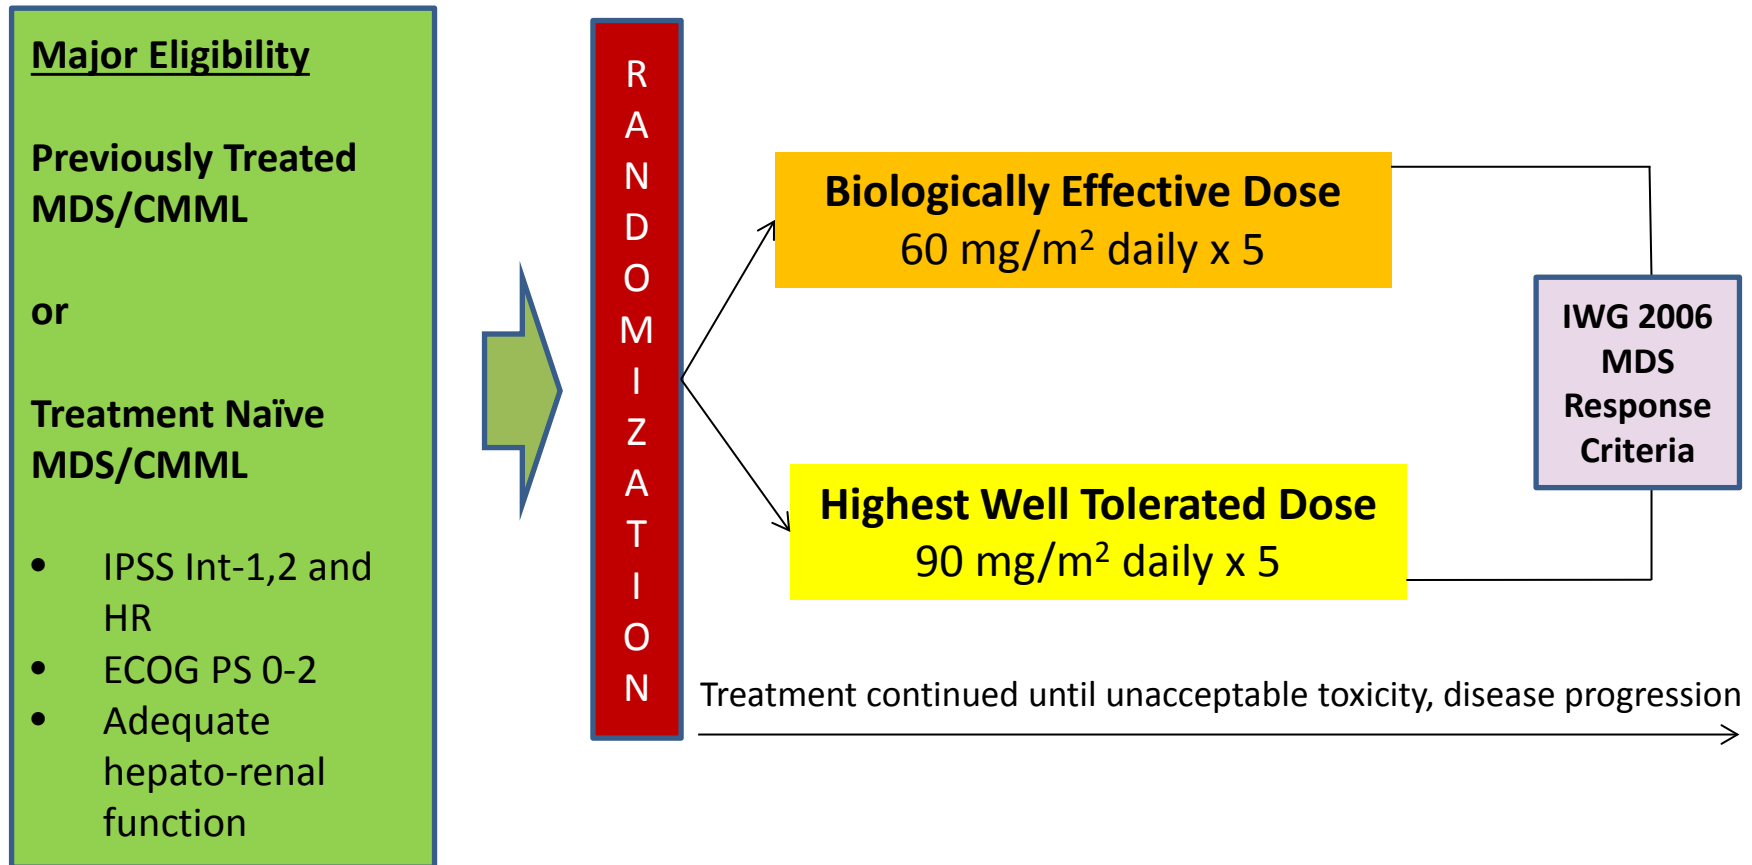 Major Eligibility
Previously Treated
MDS/CMML
or
Treatment Naïve
MDS/CMML
• IPSS Int-1,2 and
HR
• ECOG PS 0-2
• Adequate
hepato-renal
function
R
A
N
D
O
M
I
Z
A
T
I
O
N
Biologically Effective Dose
60 mg/m² daily x 5
Highest Well Tolerated Dose
90 mg/m² daily x 5
IWG 2006
MDS
Response
Criteria
Treatment continued until unacceptable toxicity, disease progression